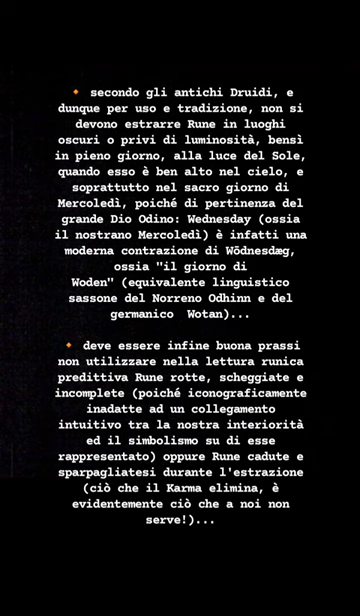 🔸 secondo gli antichi Druidi, e
dunque per uso e tradizione, non si
devono estrarre Rune in luoghi
oscuri o privi di luminosità, bensì
in pieno giorno, alla luce del Sole,
quando esso è ben alto nel cielo, e
soprattutto nel sacro giorno di
Mercoledì, poiché di pertinenza del
grande Dio Odino: Wednesday (ossia
il nostrano Mercoledì) è infatti una
moderna contrazione di Wōdnesdæg,
ossia "il giorno di
Woden" (equivalente linguistico
sassone del Norreno Odhinn e del
germanico Wotan)...
🔸 deve essere infine buona prassi
non utilizzare nella lettura runica
predittiva Rune rotte, scheggiate e
incomplete (poiché iconograficamente
inadatte ad un collegamento
intuitivo tra la nostra interiorità
ed il simbolismo su di esse
rappresentato) oppure Rune cadute e
sparpagliatesi durante l'estrazione
(ciò che il Karma elimina, è
evidentemente ciò che a noi non
serve!)...